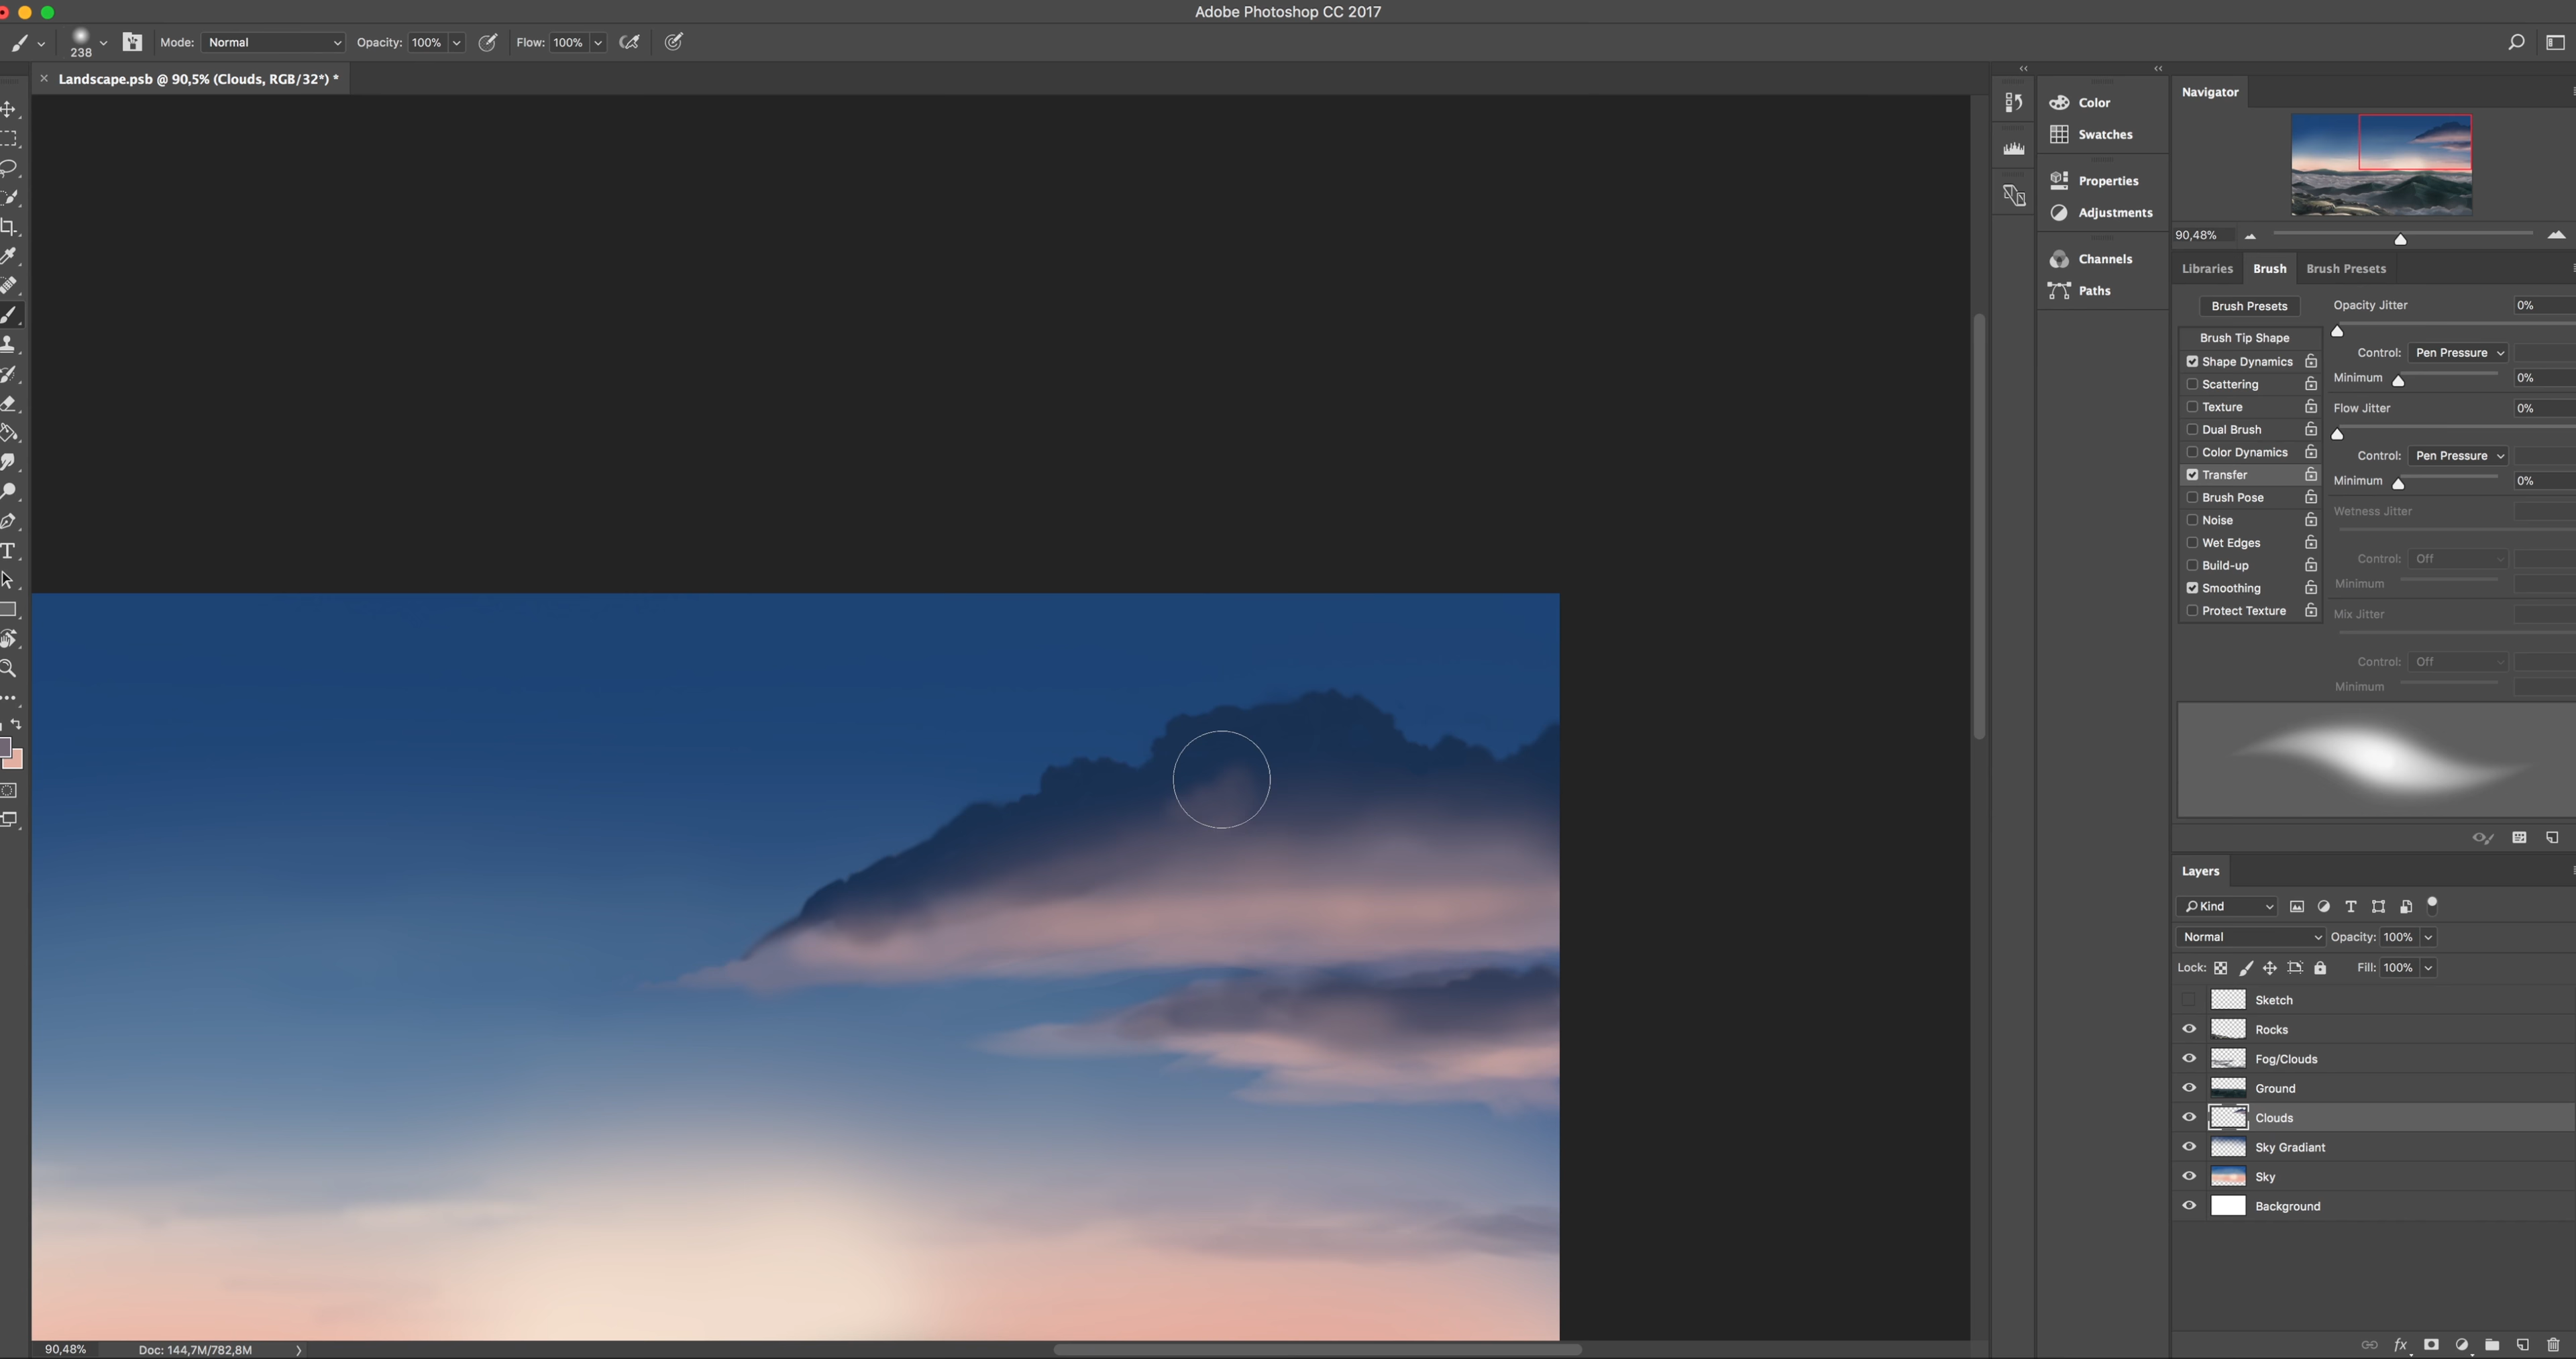 Adobe Photoshop CC 2017
238 Mode: Normal Opacity: 100% Flow: 100%
Landscape.psb @ 90,5% (Clouds, RGB/32*) *
Color
Swatches
Properties
Adjustments
Channels
Paths
Navigator
90,48%
Libraries Brush Brush Presets
Brush Presets
Brush Tip Shape
Shape Dynamics
Scattering
Texture
Dual Brush
Color Dynamics
Transfer
Brush Pose
Noise
Wet Edges
Build-up
Smoothing
Protect Texture
Opacity Jitter 0%
Control: Pen Pressure
Minimum 0%
Flow Jitter 0%
Control: Pen Pressure
Minimum 0%
Wetness Jitter
Control: Off
Minimum
Mix Jitter
Control: Off
Minimum
Layers
Kind
Normal Opacity: 100%
Lock: Fill: 100%
Sketch
Rocks
Fog/Clouds
Ground
Clouds
Sky Gradiant
Sky
Background
90,48% Doc: 144,7M/782,8M